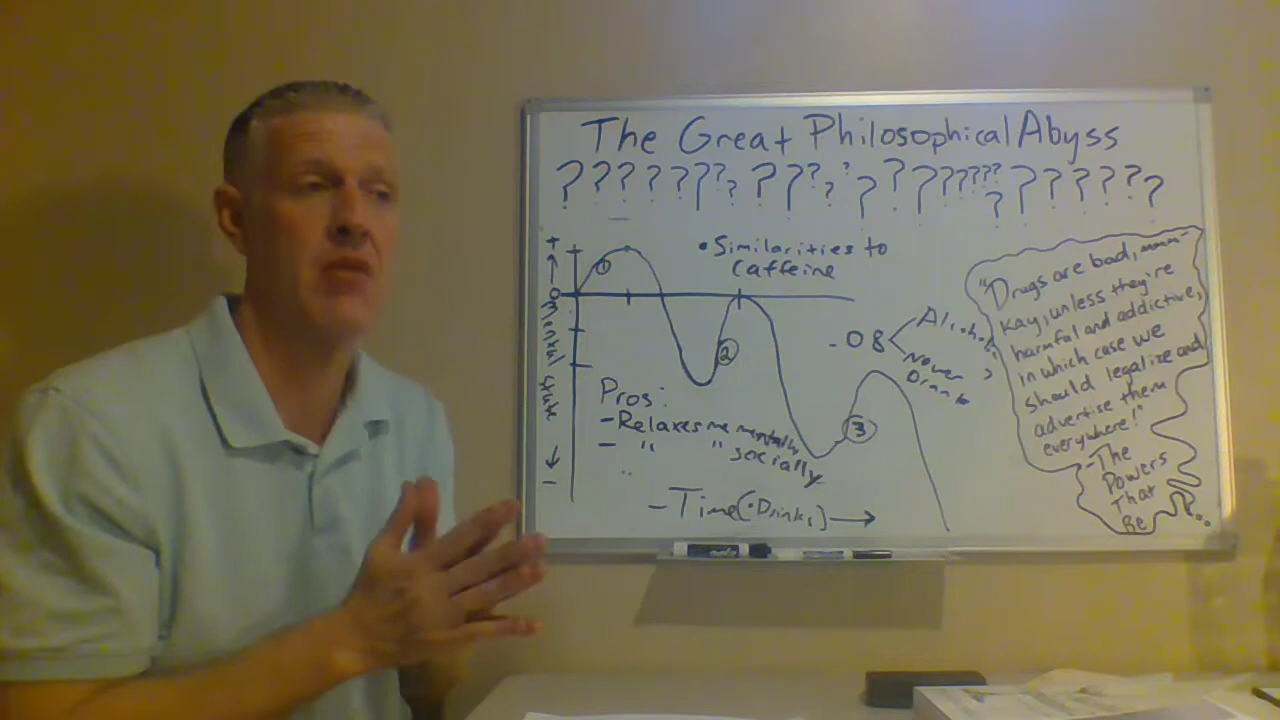 The Great Philosophical Abyss
? ? ? ? ? ? ? ? ? ? ? ? ? ? ? ? ? ? ? ? ? ? ? ? ? ? ? ? ? ?
+
0
Mental State
-
①
②
③
• Similarities to
Caffeine
.08
Alcohol
Never
Drank
Pros:
- Relaxes me mentally
- " " socially
- Time (• Drinks)
"Drugs are bad, mmm-
kay, unless they're
harmful and addictive,
in which case we
should legalize and
advertise them
everywhere!"
- The
Powers
That
Be